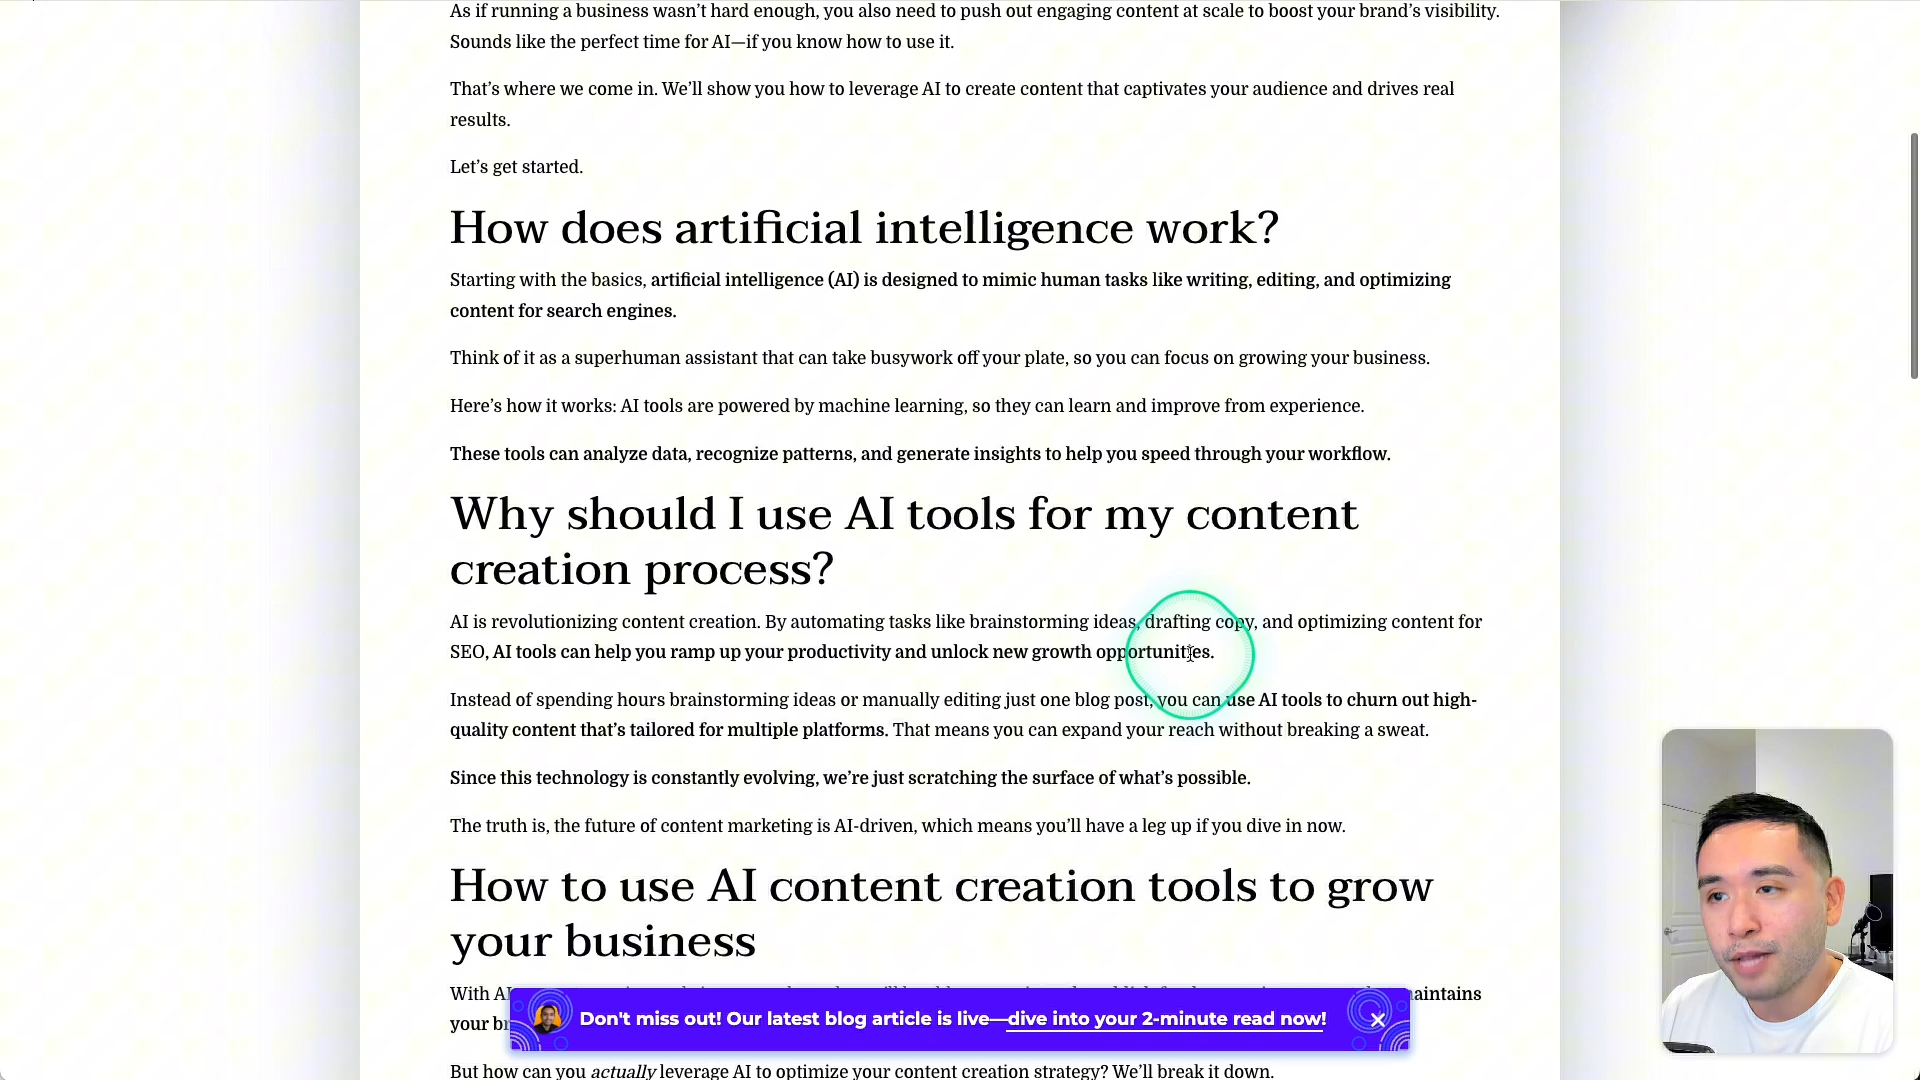 As if running a business wasn’t hard enough, you also need to push out engaging content at scale to boost your brand’s visibility.
Sounds like the perfect time for AI—if you know how to use it.
That’s where we come in. We’ll show you how to leverage AI to create content that captivates your audience and drives real
results.
Let’s get started.
How does artificial intelligence work?
Starting with the basics, artificial intelligence (AI) is designed to mimic human tasks like writing, editing, and optimizing
content for search engines.
Think of it as a superhuman assistant that can take busywork off your plate, so you can focus on growing your business.
Here’s how it works: AI tools are powered by machine learning, so they can learn and improve from experience.
These tools can analyze data, recognize patterns, and generate insights to help you speed through your workflow.
Why should I use AI tools for my content
creation process?
AI is revolutionizing content creation. By automating tasks like brainstorming ideas, drafting copy, and optimizing content for
SEO, AI tools can help you ramp up your productivity and unlock new growth opportunities.
Instead of spending hours brainstorming ideas or manually editing just one blog post, you can use AI tools to churn out high-
quality content that’s tailored for multiple platforms. That means you can expand your reach without breaking a sweat.
Since this technology is constantly evolving, we’re just scratching the surface of what’s possible.
The truth is, the future of content marketing is AI-driven, which means you’ll have a leg up if you dive in now.
How to use AI content creation tools to grow
your business
With
your
Don't miss out! Our latest blog article is live—dive into your 2-minute read now!
But how can you actually leverage AI to optimize your content creation strategy? We’ll break it down.